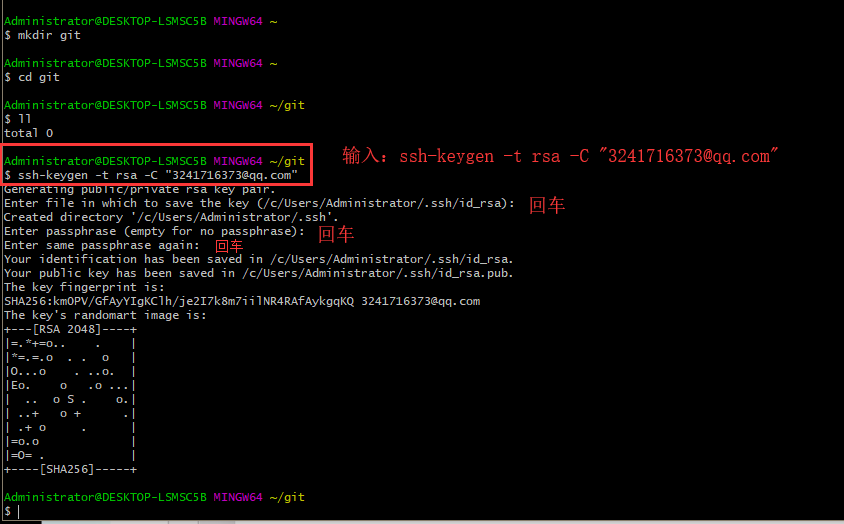 Administrator@DESKTOP-LSMSC5B MINGW64 ~
$ mkdir git
Administrator@DESKTOP-LSMSC5B MINGW64 ~
$ cd git
Administrator@DESKTOP-LSMSC5B MINGW64 ~/git
$ ll
total 0
Administrator@DESKTOP-LSMSC5B MINGW64 ~/git
输入：ssh-keygen -t rsa -C "3241716373@qq.com"
$ ssh-keygen -t rsa -C "3241716373@qq.com"
Generating public/private rsa key pair.
Enter file in which to save the key (/c/Users/Administrator/.ssh/id_rsa): 回车
Created directory '/c/Users/Administrator/.ssh'.
Enter passphrase (empty for no passphrase): 回车
Enter same passphrase again: 回车
Your identification has been saved in /c/Users/Administrator/.ssh/id_rsa.
Your public key has been saved in /c/Users/Administrator/.ssh/id_rsa.pub.
The key fingerprint is:
SHA256:kmOPV/GfAyYIgKClh/je2I7k8m7iilNR4RAfAykgqKQ 3241716373@qq.com
The key's randomart image is:
+---[RSA 2048]----+
|=.*+=o..    .    |
|*=.=.o  . .  o   |
|O...o    . ..o.  |
|Eo.    o   .o ...|
|  ..  o S .    o.|
| ..+   o +      .|
| .+ o     .      |
|=o.o             |
|=O= .            |
+----[SHA256]-----+
Administrator@DESKTOP-LSMSC5B MINGW64 ~/git
$